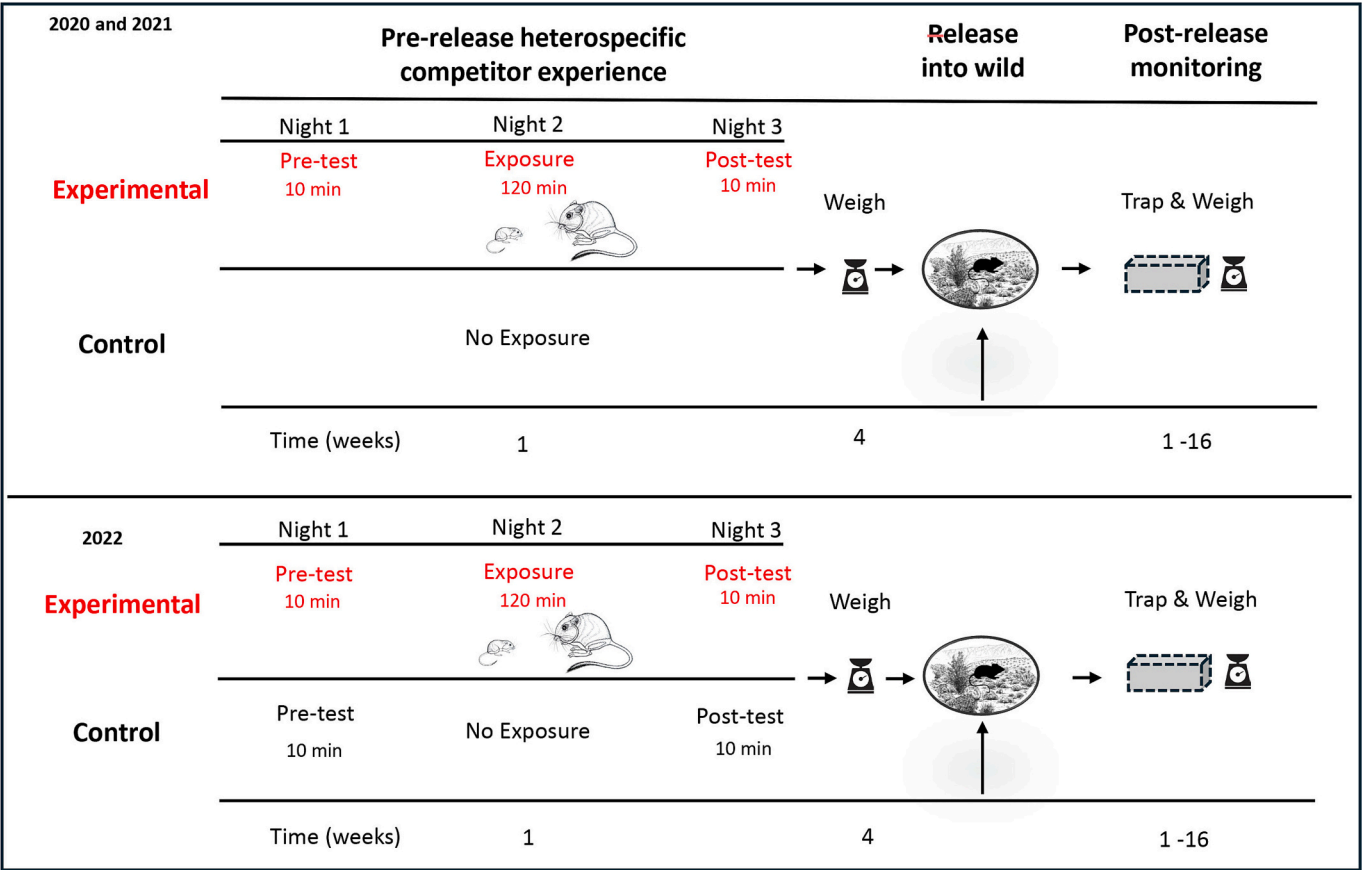 2020 and 2021
Pre-release heterospecific
competitor experience
Release
into wild
Post-release
monitoring
Night 1
Night 2
Night 3
Experimental
Pre-test
10 min
Exposure
120 min
Post-test
10 min
Weigh
Trap & Weigh
Control
No Exposure
Time (weeks)
1
4
1 -16
2022
Night 1
Night 2
Night 3
Experimental
Pre-test
10 min
Exposure
120 min
Post-test
10 min
Weigh
Trap & Weigh
Control
Pre-test
10 min
No Exposure
Post-test
10 min
Time (weeks)
1
4
1 -16